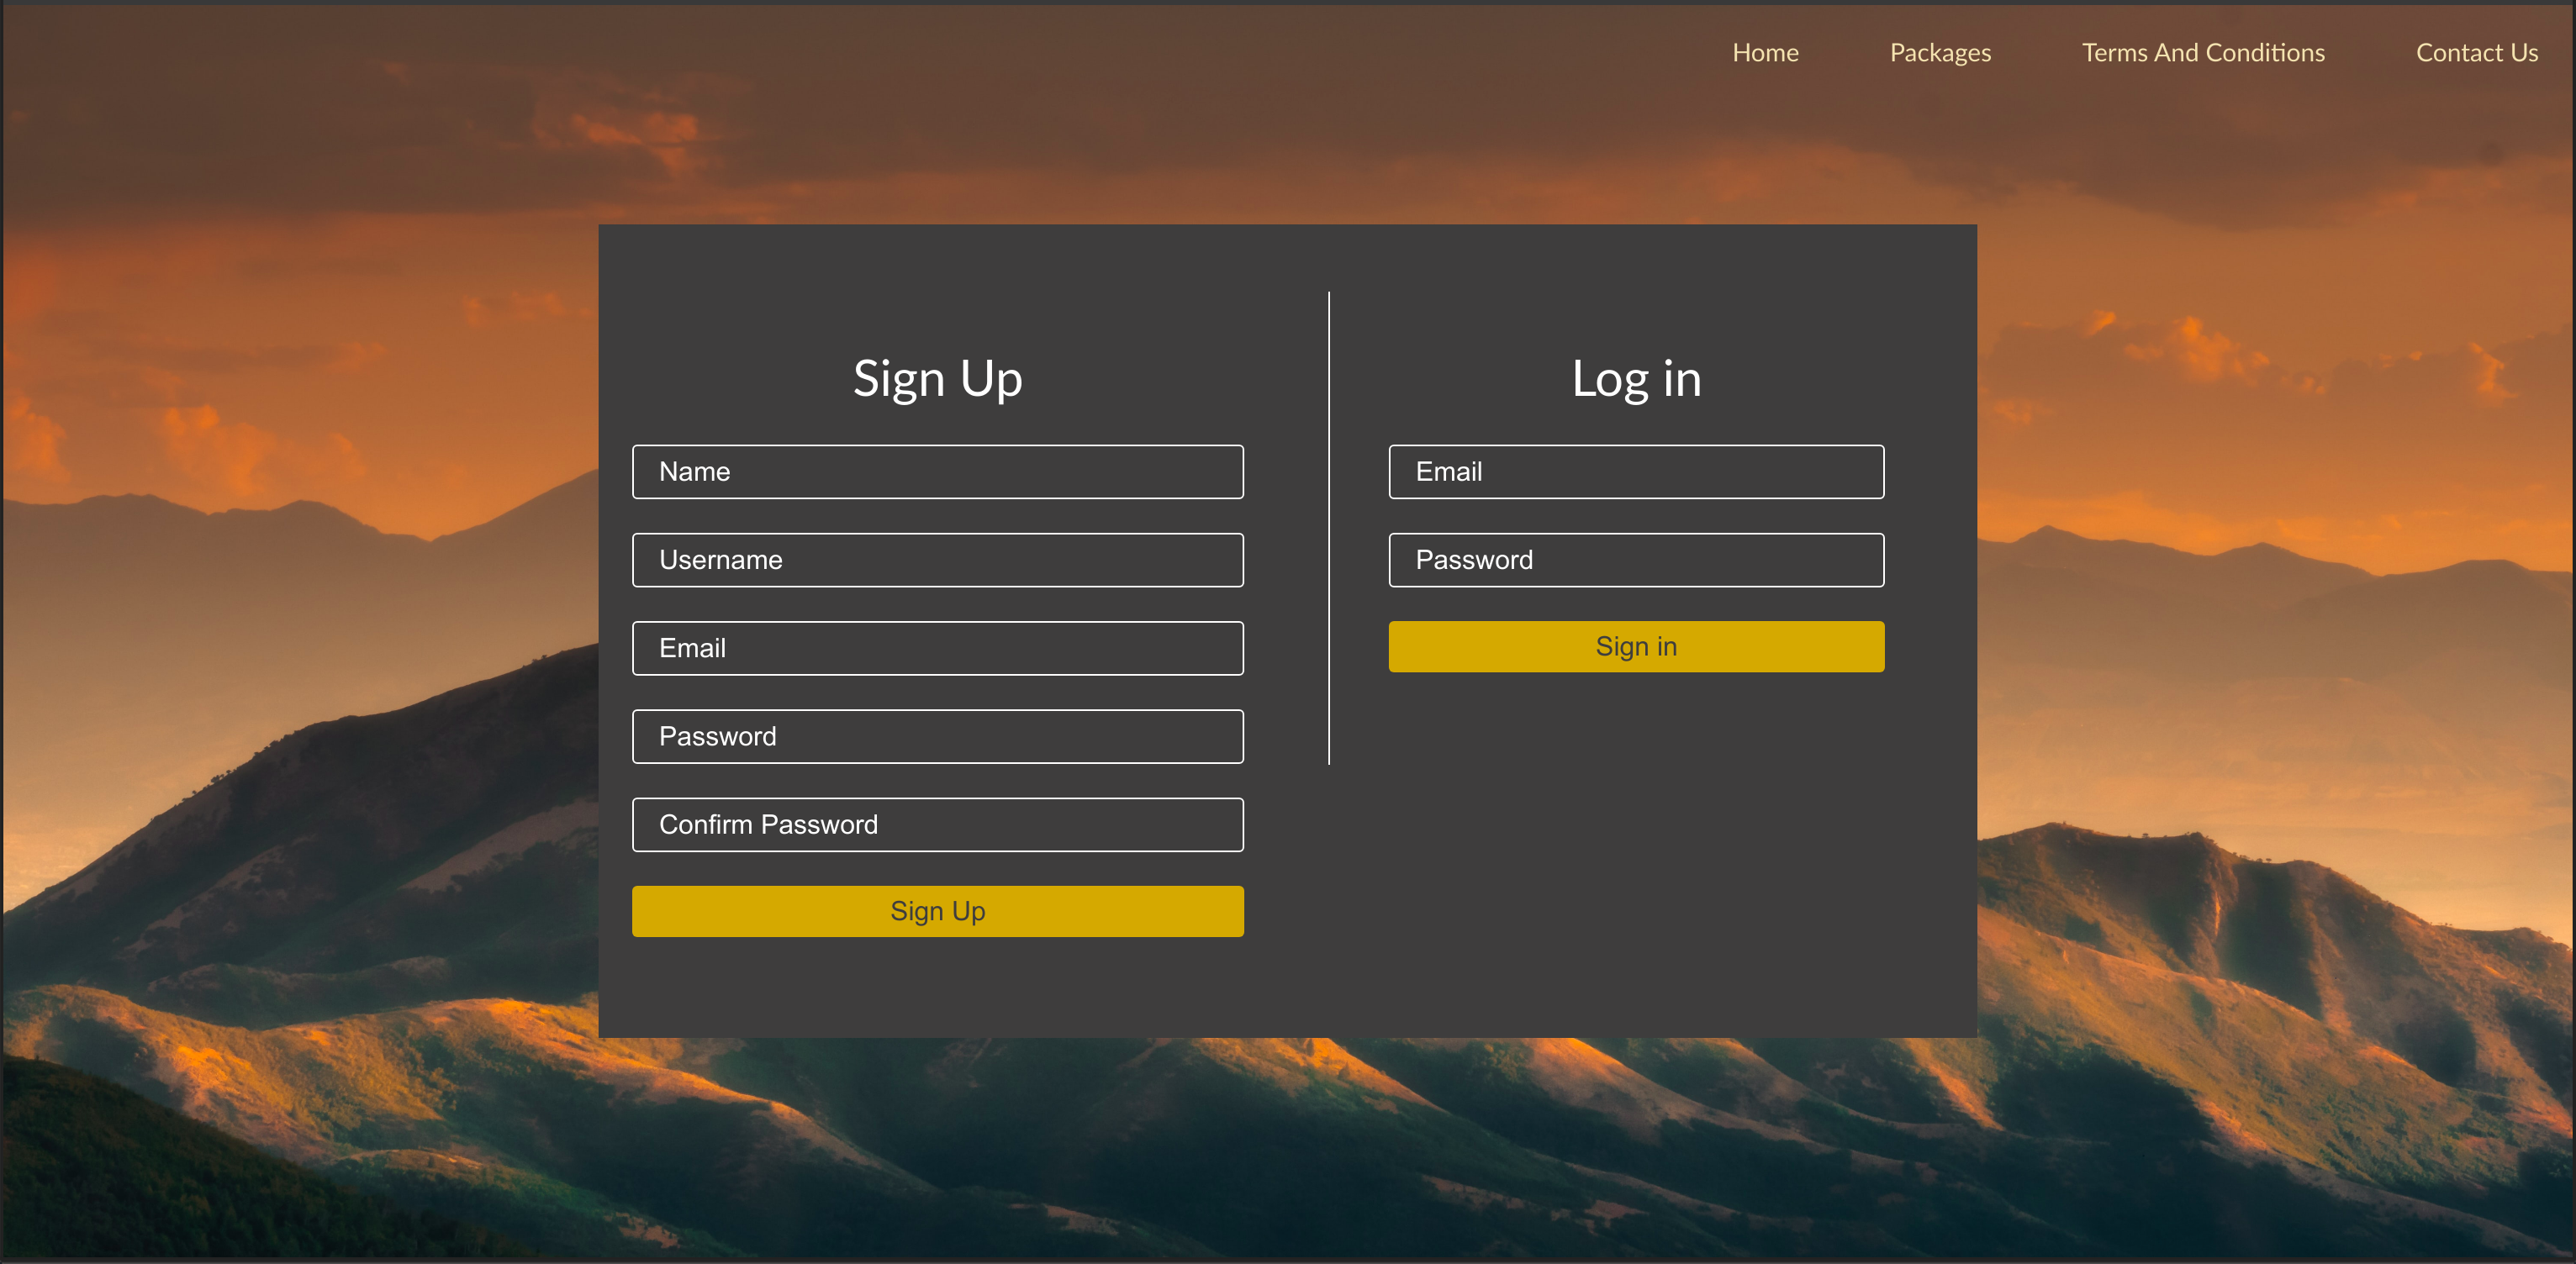 Home Packages Terms And Conditions Contact Us
Sign Up
Name
Username
Email
Password
Confirm Password
Sign Up
Log in
Email
Password
Sign in